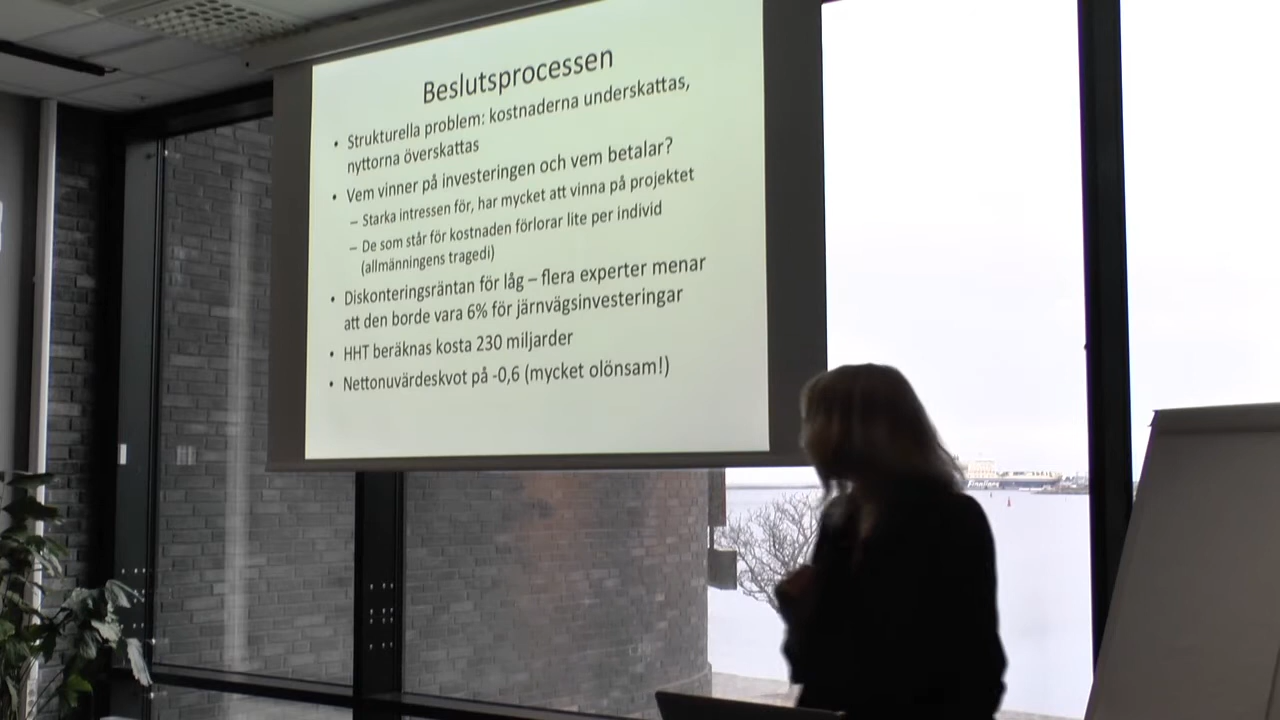 Beslutsprocessen
• Strukturella problem: kostnaderna underskattas,
nyttorna överskattas
• Vem vinner på investeringen och vem betalar?
– Starka intressen för, har mycket att vinna på projektet
– De som står för kostnaden förlorar lite per individ
(allmänningens tragedi)
• Diskonteringsräntan för låg – flera experter menar
att den borde vara 6% för järnvägsinvesteringar
• HHT beräknas kosta 230 miljarder
• Nettonuvärdeskvot på -0,6 (mycket olönsam!)
Finnlines